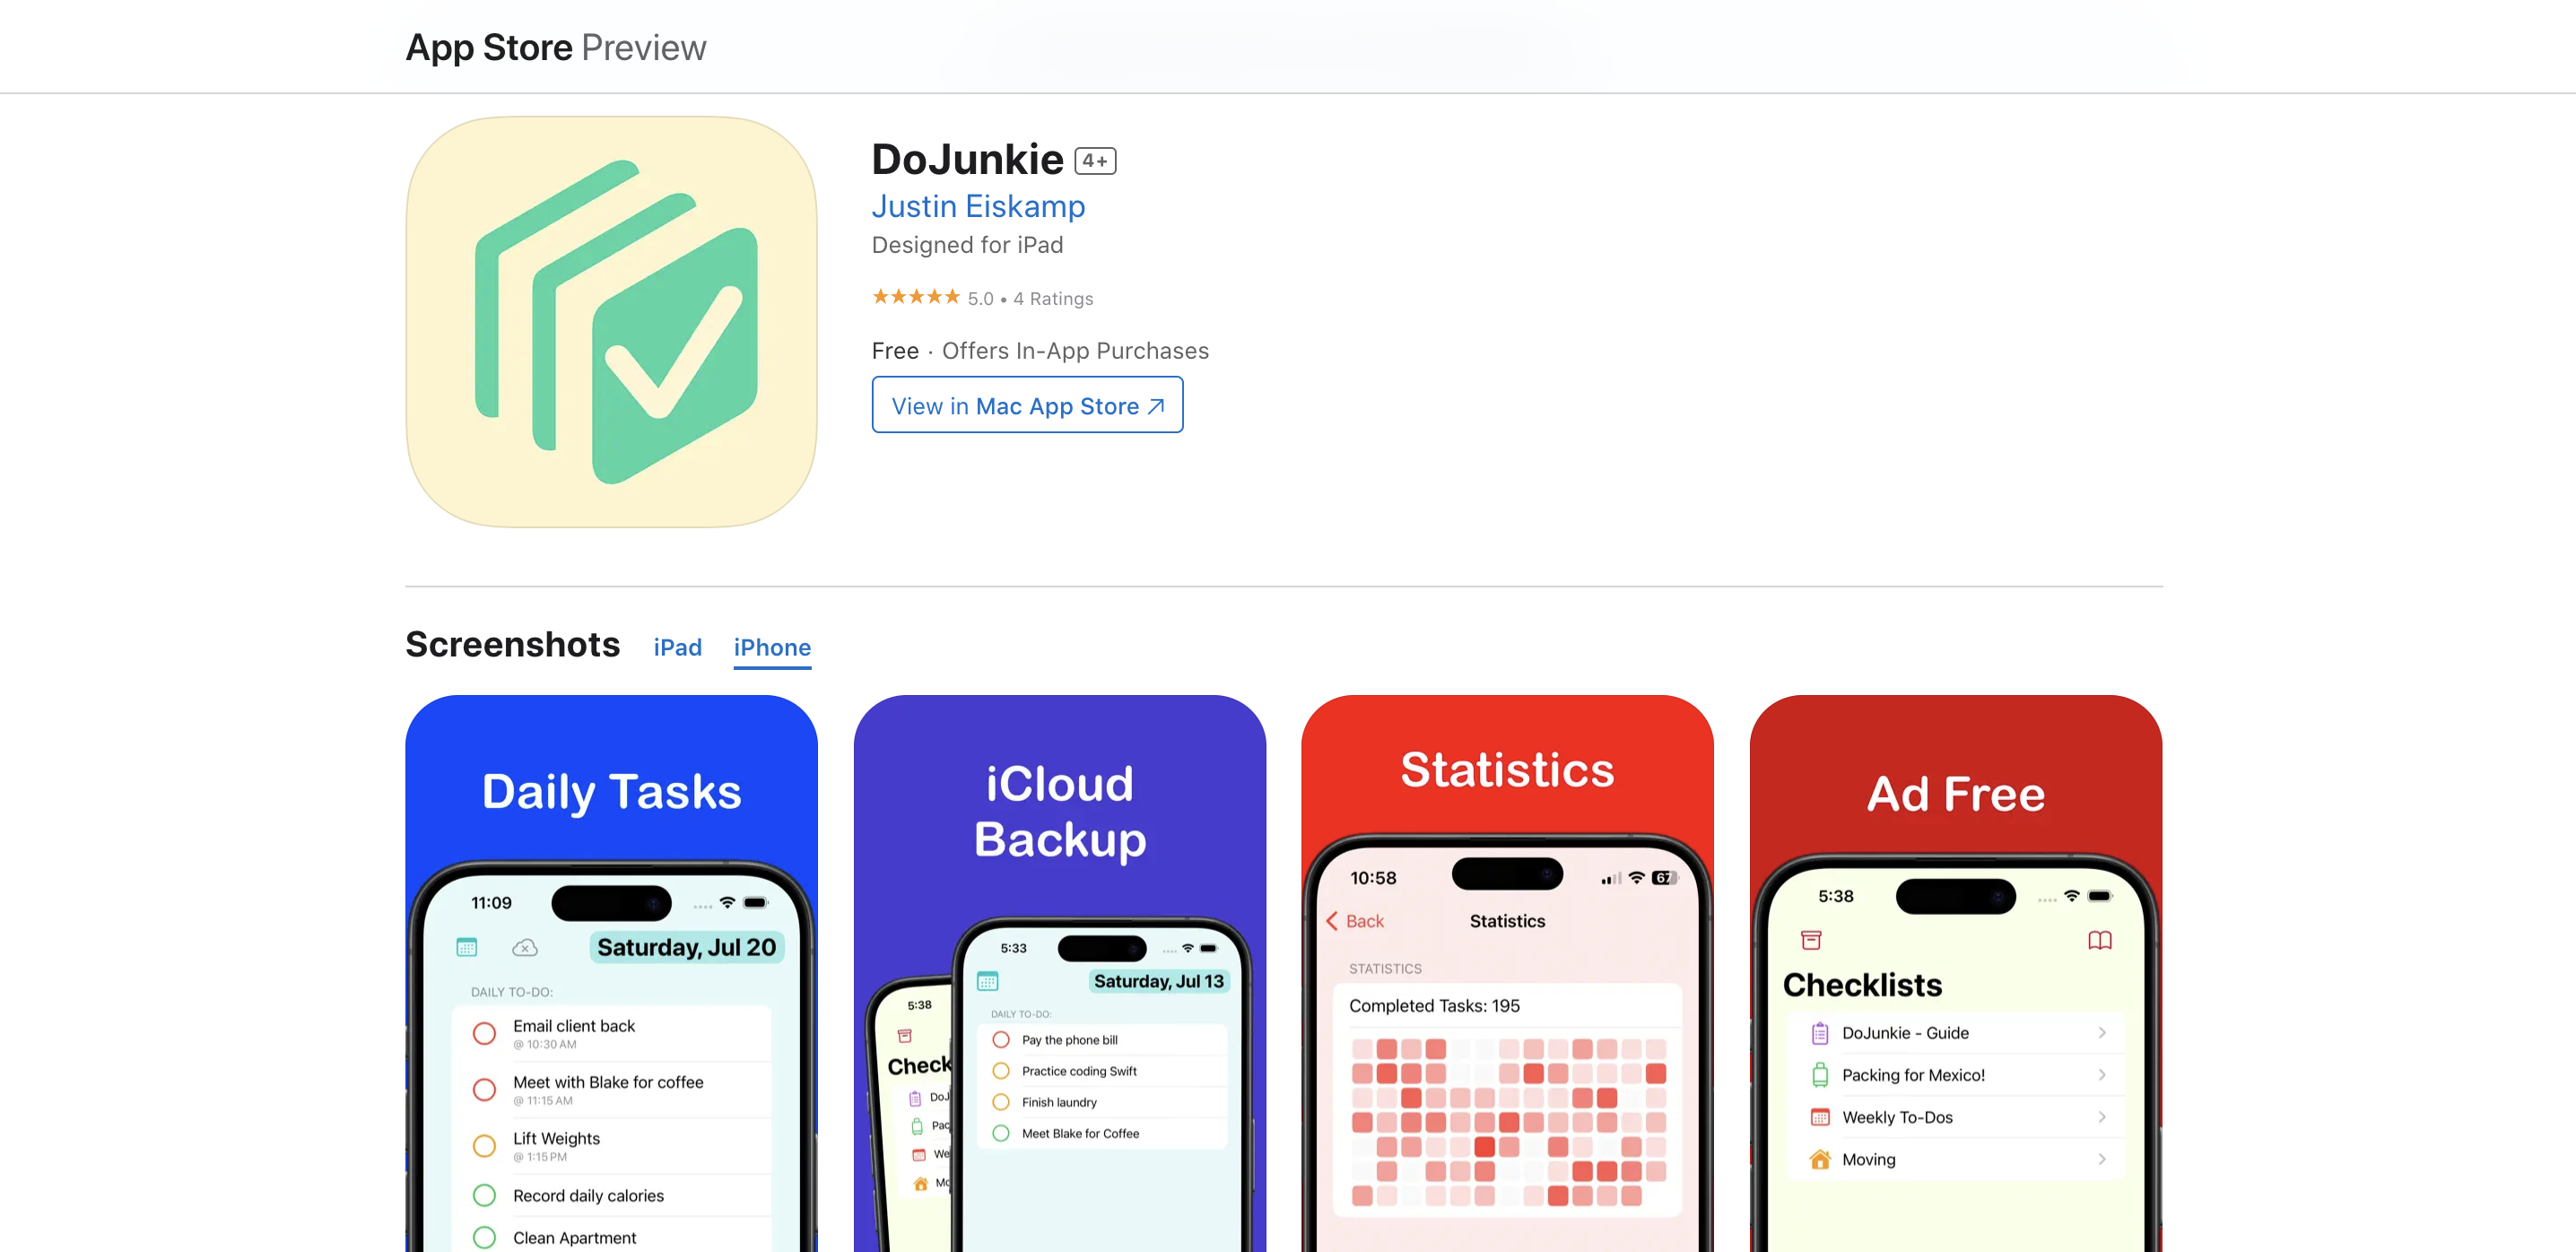 App Store Preview
DoJunkie 4+
Justin Eiskamp
Designed for iPad
★★★★★ 5.0 • 4 Ratings
Free · Offers In-App Purchases
View in Mac App Store ↗
Screenshots iPad iPhone
Daily Tasks
11:09
Saturday, Jul 20
DAILY TO-DO:
Email client back
@ 10:30 AM
Meet with Blake for coffee
@ 11:15 AM
Lift Weights
@ 1:15 PM
Record daily calories
Clean Apartment
iCloud
Backup
5:38
Check
DoJ
Pac
We
Mo
5:33
Saturday, Jul 13
DAILY TO-DO:
Pay the phone bill
Practice coding Swift
Finish laundry
Meet Blake for Coffee
Statistics
10:58 67
Back Statistics
STATISTICS
Completed Tasks: 195
Ad Free
5:38
Checklists
DoJunkie - Guide
Packing for Mexico!
Weekly To-Dos
Moving